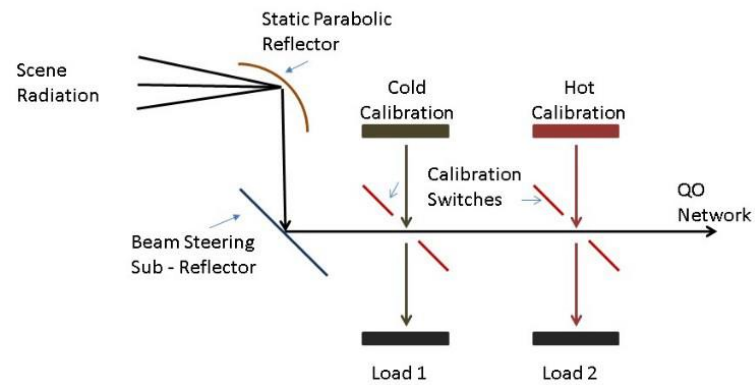 Static Parabolic
Reflector
Scene
Radiation
Cold
Calibration
Hot
Calibration
Calibration
Switches
QO
Network
Beam Steering
Sub - Reflector
Load 1
Load 2